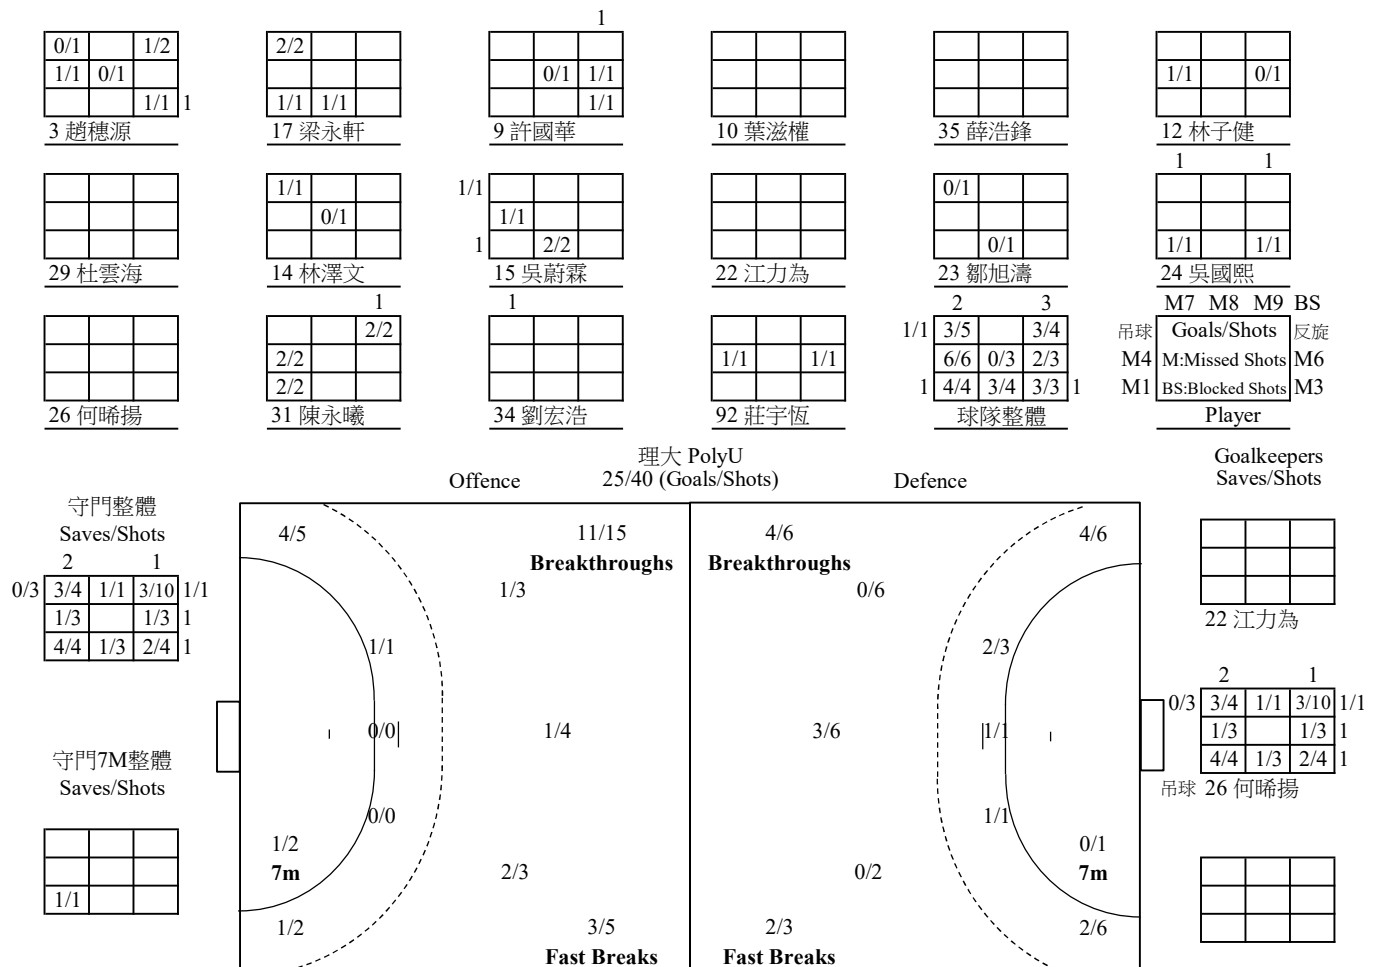 1
0/1 1/2 2/2
1/1 0/1 0/1 1/1 1/1 0/1
1/1 1 1/1 1/1 1/1
3 趙穗源 17 梁永軒 9 許國華 10 葉滋權 35 薛浩鋒 12 林子健
1 1
1/1 1/1 0/1
0/1 1/1
1 2/2 0/1 1/1 1/1
29 杜雲海 14 林澤文 15 吳蔚霖 22 江力為 23 鄒旭濤 24 吳國熙
1 1 2 3 M7 M8 M9 BS
2/2 1/1 3/5 3/4 吊球 Goals/Shots 反旋
2/2 1/1 1/1 6/6 0/3 2/3 M4 M:Missed Shots M6
2/2 1 4/4 3/4 3/3 1 M1 BS:Blocked Shots M3
26 何晞揚 31 陳永曦 34 劉宏浩 92 莊宇恆 球隊整體 Player
理大 PolyU
25/40 (Goals/Shots)
Offence Defence
Goalkeepers
Saves/Shots
守門整體
Saves/Shots
2 1
0/3 3/4 1/1 3/10 1/1
1/3 1/3 1
4/4 1/3 2/4 1
4/5 11/15 4/6 4/6
Breakthroughs Breakthroughs
1/3 0/6
22 江力為
1/1 2/3
2 1
0/3 3/4 1/1 3/10 1/1
1/3 1/3 1
4/4 1/3 2/4 1
吊球 26 何晞揚
0/0 1/4 3/6 1/1
守門7M整體
Saves/Shots
1/1
0/0 1/1
1/2 0/1
7m 2/3 0/2 7m
1/2 3/5 2/3 2/6
Fast Breaks Fast Breaks